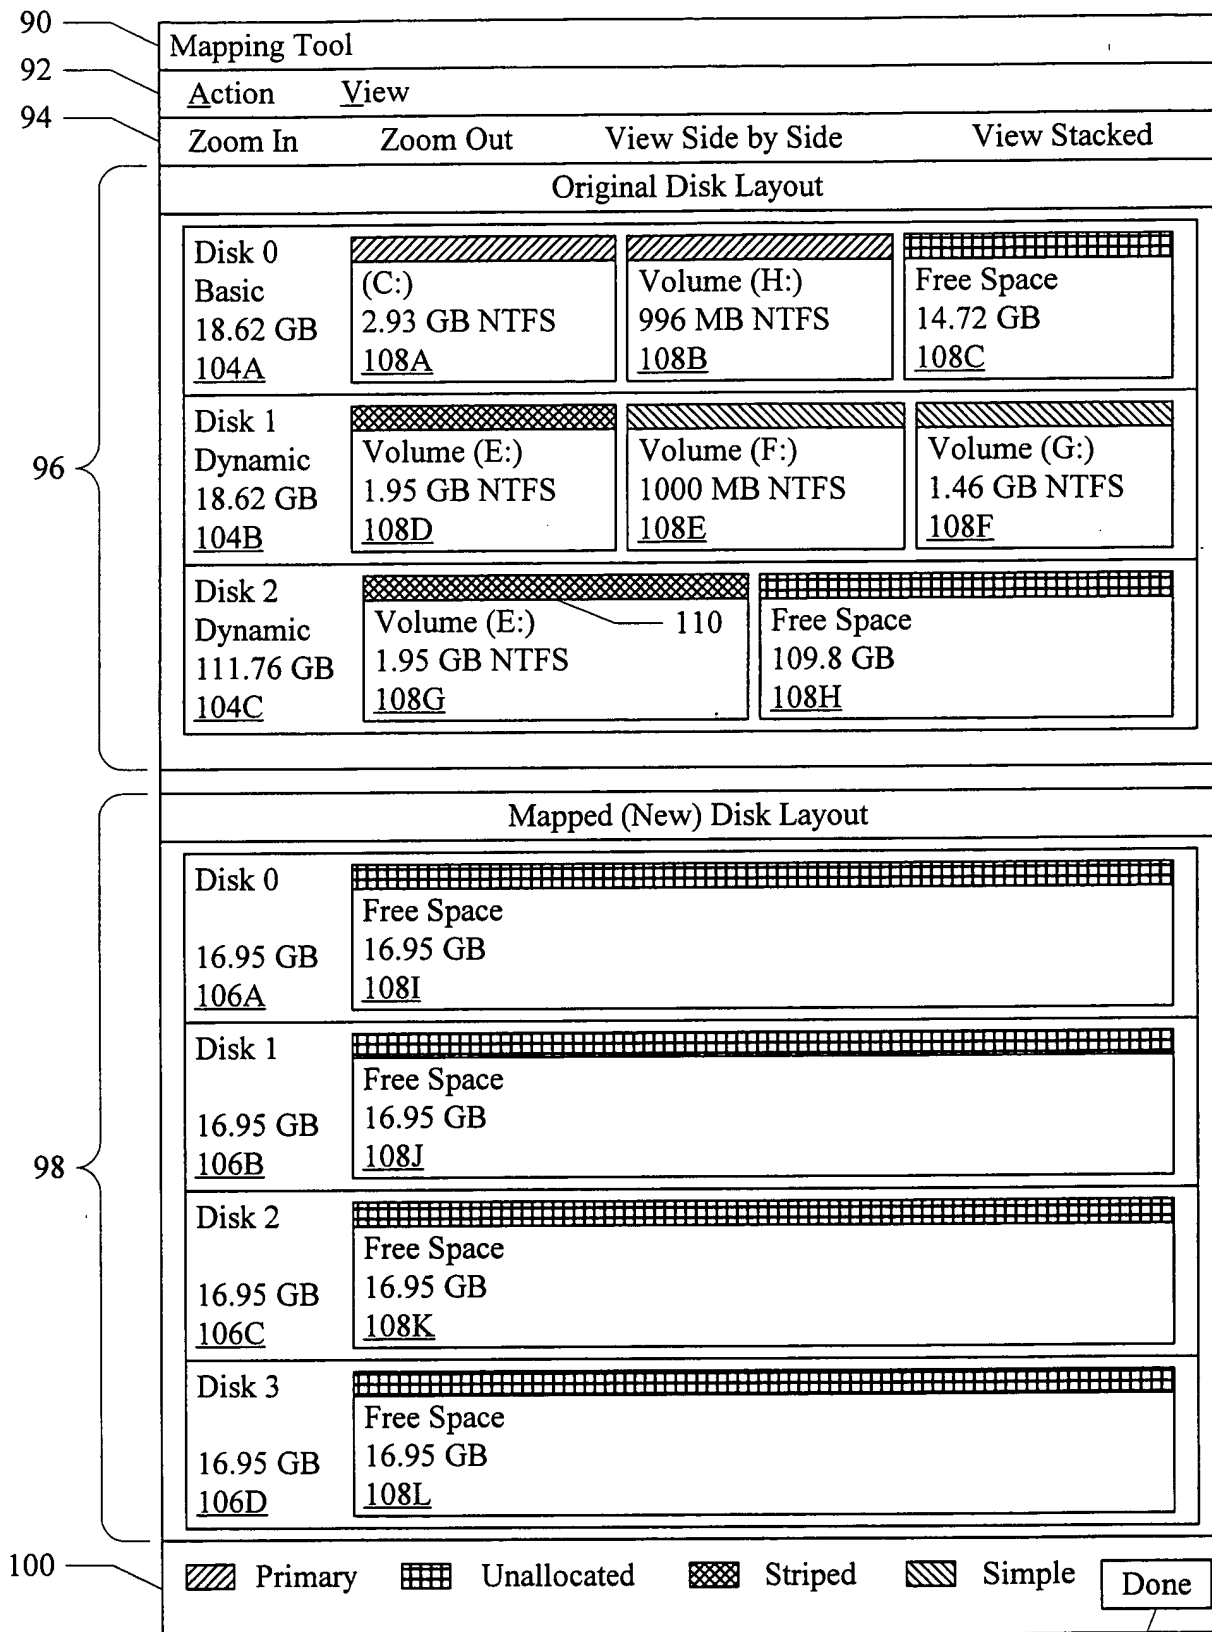 90
Mapping Tool
92
Action View
94
Zoom In Zoom Out View Side by Side View Stacked
96
Original Disk Layout
Disk 0
Basic
18.62 GB
104A
(C:)
2.93 GB NTFS
108A
Volume (H:)
996 MB NTFS
108B
Free Space
14.72 GB
108C
Disk 1
Dynamic
18.62 GB
104B
Volume (E:)
1.95 GB NTFS
108D
Volume (F:)
1000 MB NTFS
108E
Volume (G:)
1.46 GB NTFS
108F
Disk 2
Dynamic
111.76 GB
104C
Volume (E:)
1.95 GB NTFS
108G
110
Free Space
109.8 GB
108H
98
Mapped (New) Disk Layout
Disk 0
16.95 GB
106A
Free Space
16.95 GB
108I
Disk 1
16.95 GB
106B
Free Space
16.95 GB
108J
Disk 2
16.95 GB
106C
Free Space
16.95 GB
108K
Disk 3
16.95 GB
106D
Free Space
16.95 GB
108L
100
Primary Unallocated Striped Simple Done